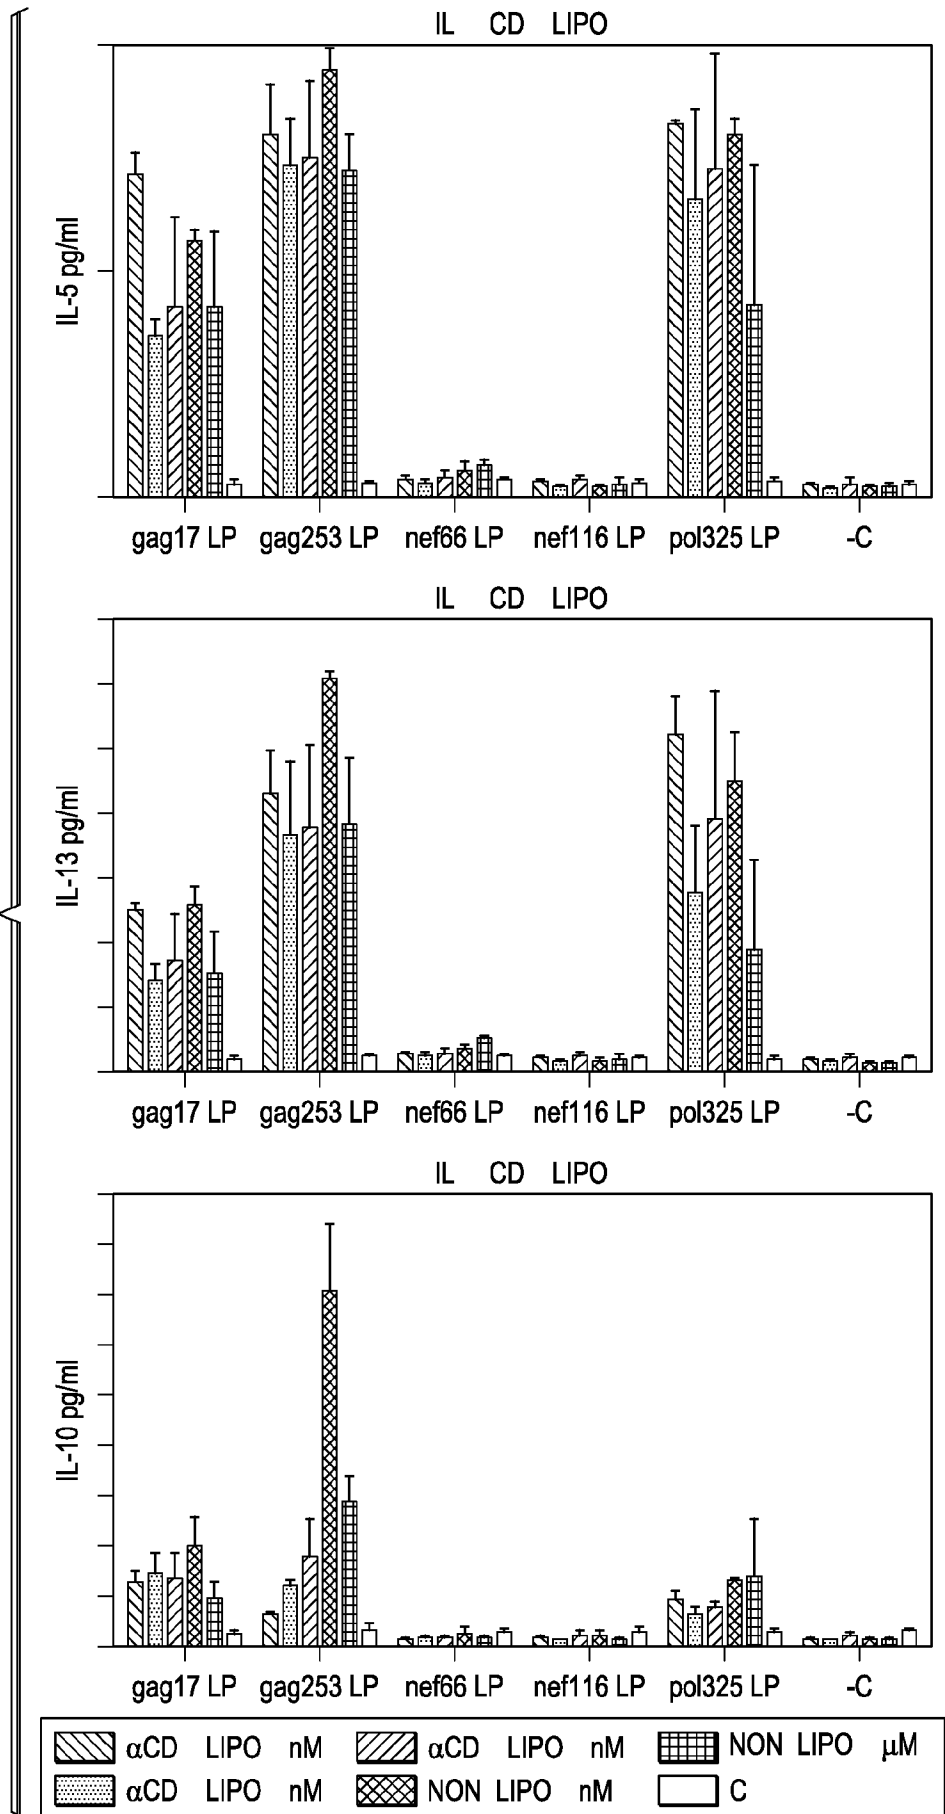 IL CD LIPO
IL-5 pg/ml
gag17 LP gag253 LP nef66 LP nef116 LP pol325 LP -C
IL CD LIPO
IL-13 pg/ml
gag17 LP gag253 LP nef66 LP nef116 LP pol325 LP -C
IL CD LIPO
IL-10 pg/ml
gag17 LP gag253 LP nef66 LP nef116 LP pol325 LP -C
αCD LIPO nM αCD LIPO nM NON LIPO μM
αCD LIPO nM NON LIPO nM C